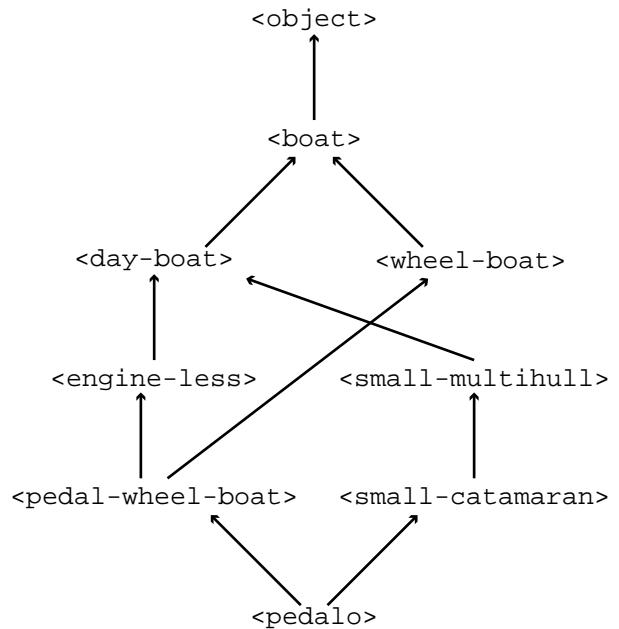 <object>
<boat>
<day-boat> <wheel-boat>
<engine-less> <small-multihull>
<pedal-wheel-boat> <small-catamaran>
<pedalo>